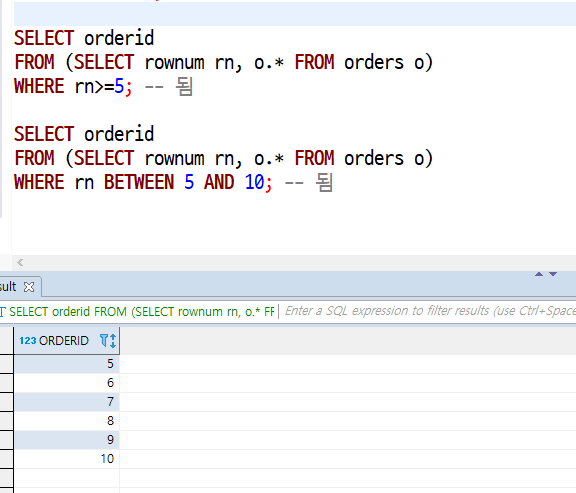 SELECT orderid
FROM (SELECT rownum rn, o.* FROM orders o)
WHERE rn>=5; -- 됨
SELECT orderid
FROM (SELECT rownum rn, o.* FROM orders o)
WHERE rn BETWEEN 5 AND 10; -- 됨
sult
SELECT orderid FROM (SELECT rownum rn, o.* FF Enter a SQL expression to filter results (use Ctrl+Space
123 ORDERID
5
6
7
8
9
10